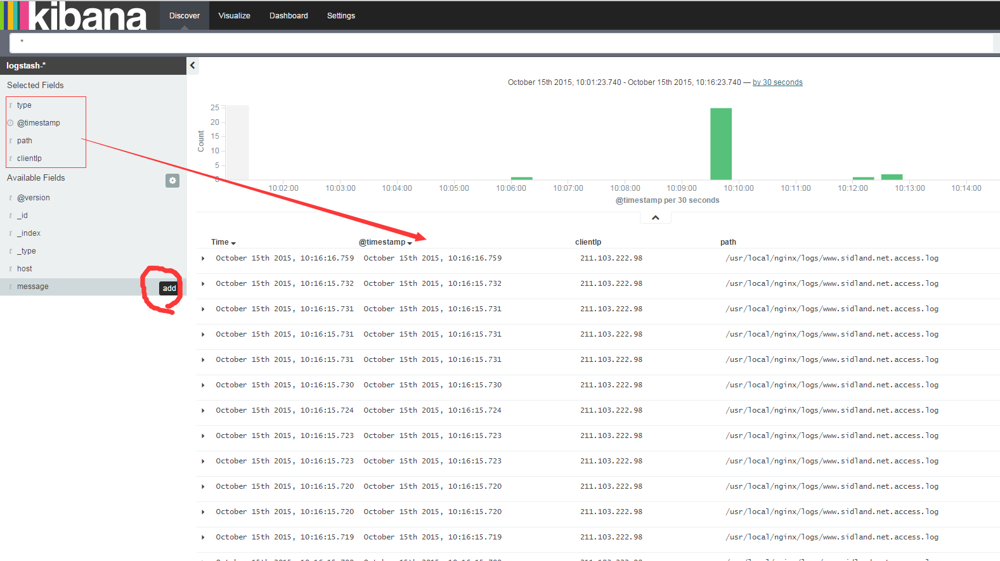 kibana
Discover Visualize Dashboard Settings
*
logstash-*
Selected Fields
t type
@timestamp
t path
t clientIp
Available Fields
t @version
t _id
t _index
t _type
t host
t message add
October 15th 2015, 10:01:23.740 - October 15th 2015, 10:16:23.740 — by 30 seconds
Count
25
20
15
10
5
0
10:02:00 10:03:00 10:04:00 10:05:00 10:06:00 10:07:00 10:08:00 10:09:00 10:10:00 10:11:00 10:12:00 10:13:00 10:14:00
@timestamp per 30 seconds
Time @timestamp clientIp path
October 15th 2015, 10:16:16.759 October 15th 2015, 10:16:16.759 211.103.222.98 /usr/local/nginx/logs/www.sidland.net.access.log
October 15th 2015, 10:16:15.732 October 15th 2015, 10:16:15.732 211.103.222.98 /usr/local/nginx/logs/www.sidland.net.access.log
October 15th 2015, 10:16:15.731 October 15th 2015, 10:16:15.731 211.103.222.98 /usr/local/nginx/logs/www.sidland.net.access.log
October 15th 2015, 10:16:15.731 October 15th 2015, 10:16:15.731 211.103.222.98 /usr/local/nginx/logs/www.sidland.net.access.log
October 15th 2015, 10:16:15.731 October 15th 2015, 10:16:15.731 211.103.222.98 /usr/local/nginx/logs/www.sidland.net.access.log
October 15th 2015, 10:16:15.730 October 15th 2015, 10:16:15.730 211.103.222.98 /usr/local/nginx/logs/www.sidland.net.access.log
October 15th 2015, 10:16:15.724 October 15th 2015, 10:16:15.724 211.103.222.98 /usr/local/nginx/logs/www.sidland.net.access.log
October 15th 2015, 10:16:15.723 October 15th 2015, 10:16:15.723 211.103.222.98 /usr/local/nginx/logs/www.sidland.net.access.log
October 15th 2015, 10:16:15.723 October 15th 2015, 10:16:15.723 211.103.222.98 /usr/local/nginx/logs/www.sidland.net.access.log
October 15th 2015, 10:16:15.720 October 15th 2015, 10:16:15.720 211.103.222.98 /usr/local/nginx/logs/www.sidland.net.access.log
October 15th 2015, 10:16:15.720 October 15th 2015, 10:16:15.720 211.103.222.98 /usr/local/nginx/logs/www.sidland.net.access.log
October 15th 2015, 10:16:15.719 October 15th 2015, 10:16:15.719 211.103.222.98 /usr/local/nginx/logs/www.sidland.net.access.log